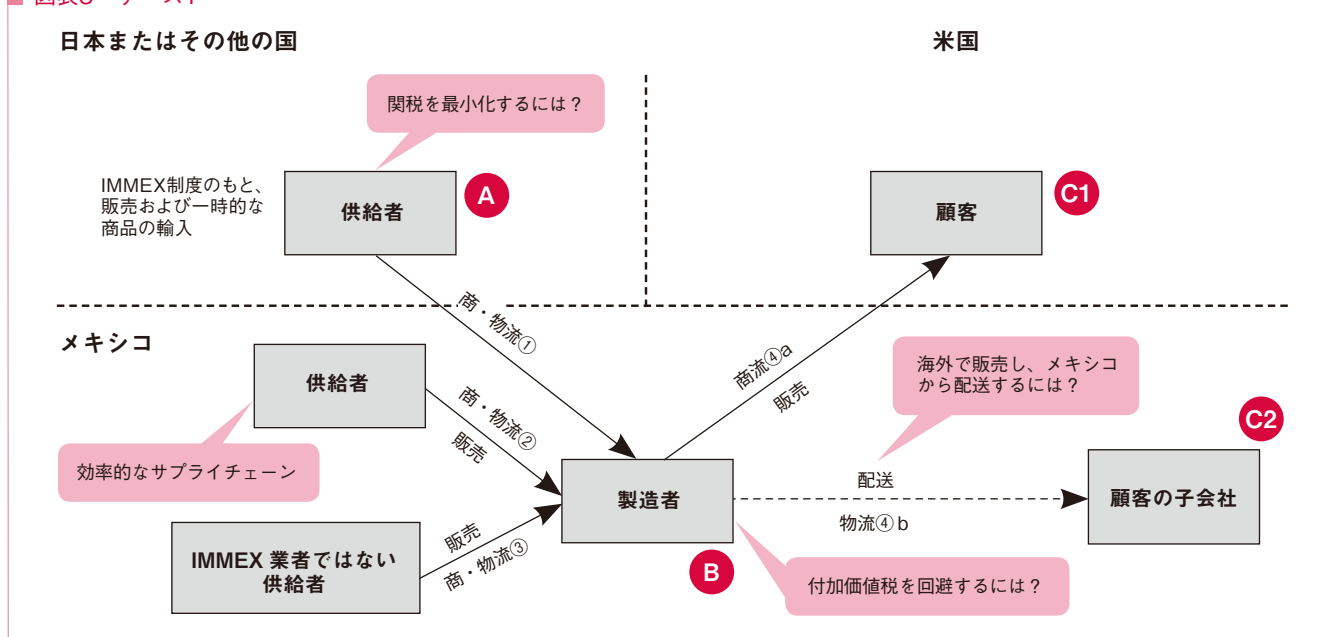 日本またはその他の国
米国
関税を最小化するには？
IMMEX制度のもと、
販売および一時的な
商品の輸入
供給者
A
顧客
C1
商・物流①
メキシコ
供給者
商・物流②
販売
効率的なサプライチェーン
商流④a
販売
海外で販売し、メキシコ
から配送するには？
C2
製造者
B
配送
物流④b
顧客の子会社
IMMEX 業者ではない
供給者
販売
商・物流③
付加価値税を回避するには？